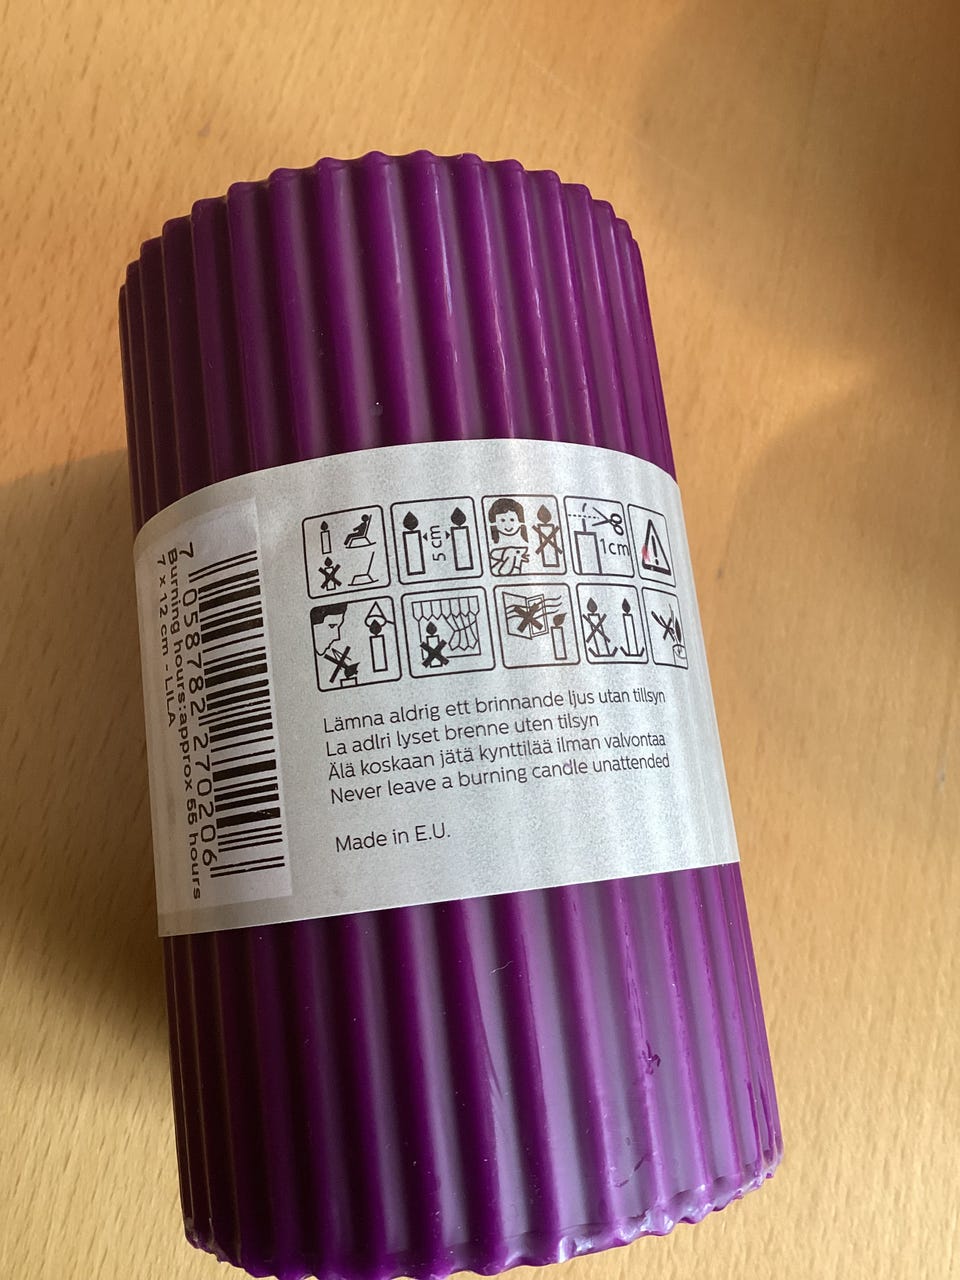 5 cm
1cm
Lämna aldrig ett brinnande ljus utan tillsyn
La adlri lyset brenne uten tilsyn
Älä koskaan jätä kynttilää ilman valvontaa
Never leave a burning candle unattended
Made in E.U.
7 058782 270206
Burning hours:approx 55 hours
7 x 12 cm - LILA